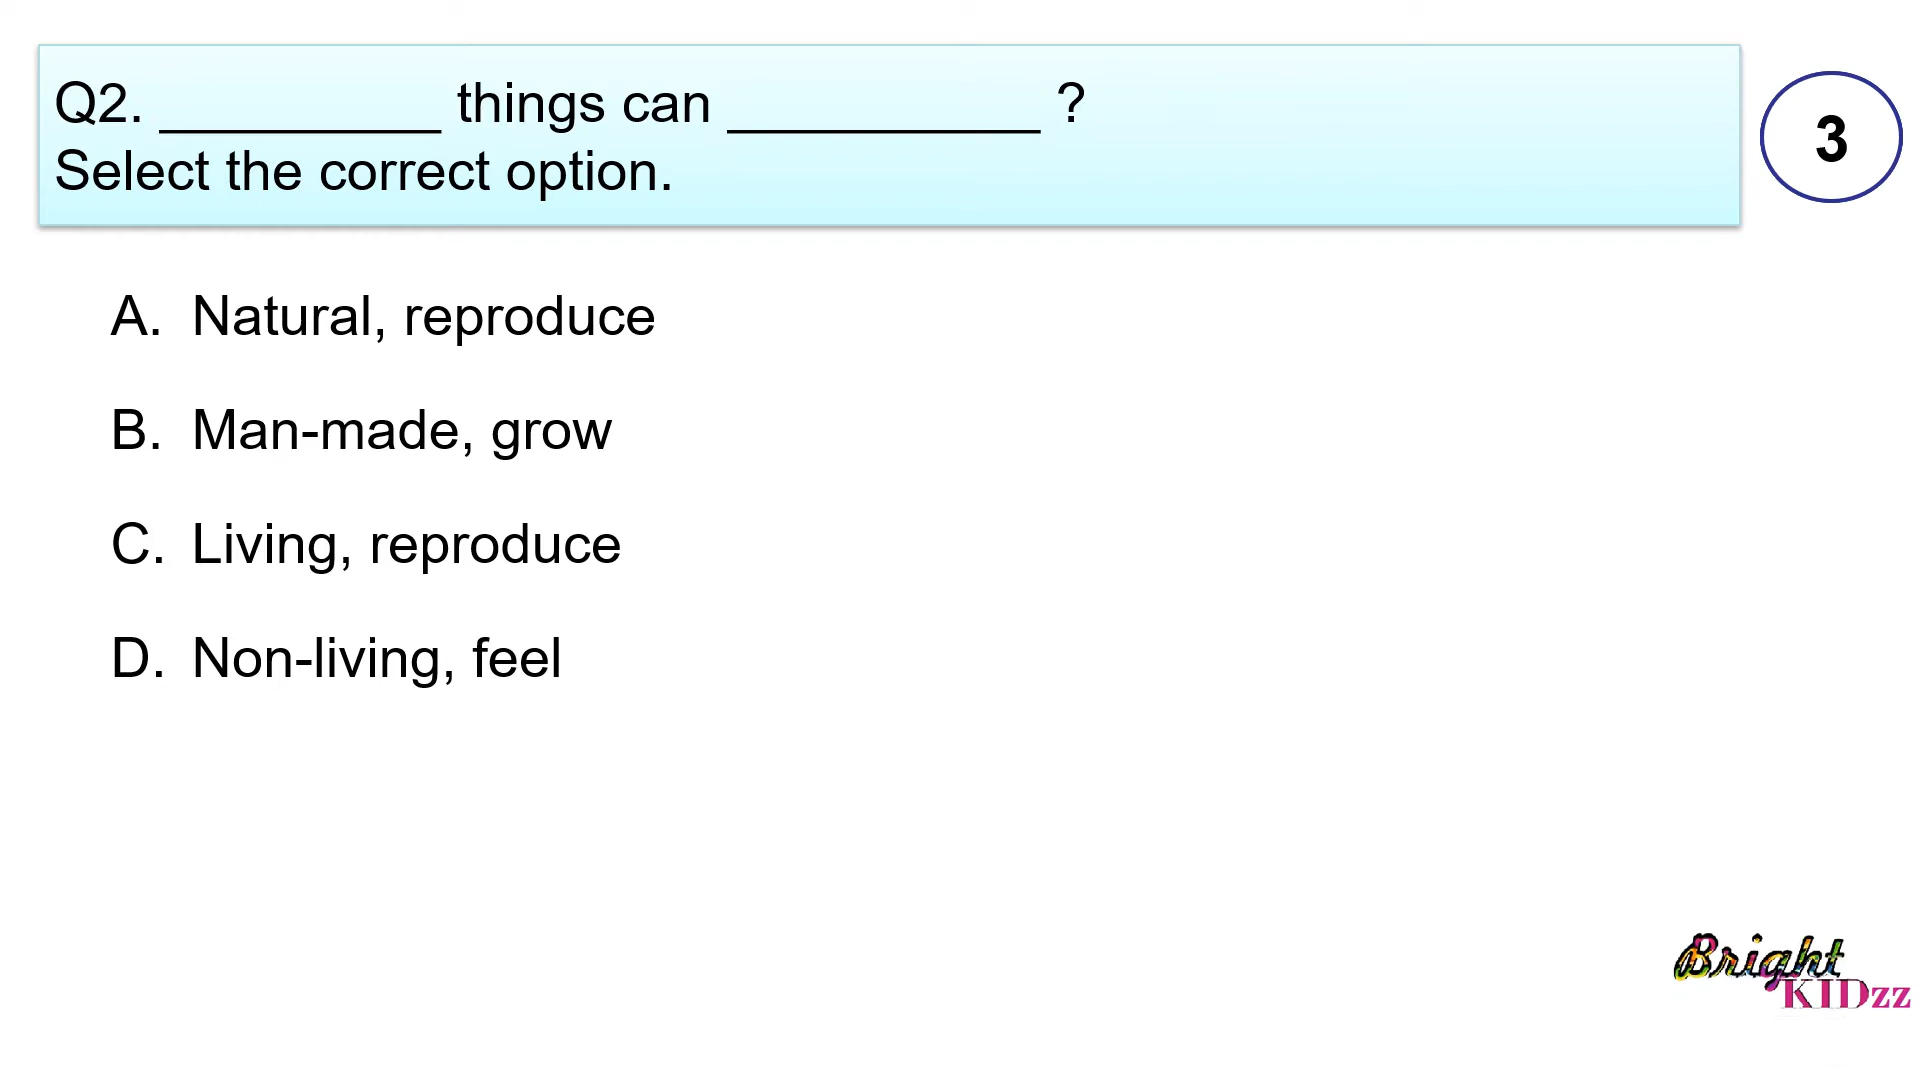 Q2. _________ things can __________ ?
3
Select the correct option.
A. Natural, reproduce
B. Man-made, grow
C. Living, reproduce
D. Non-living, feel
Bright
KIDzz